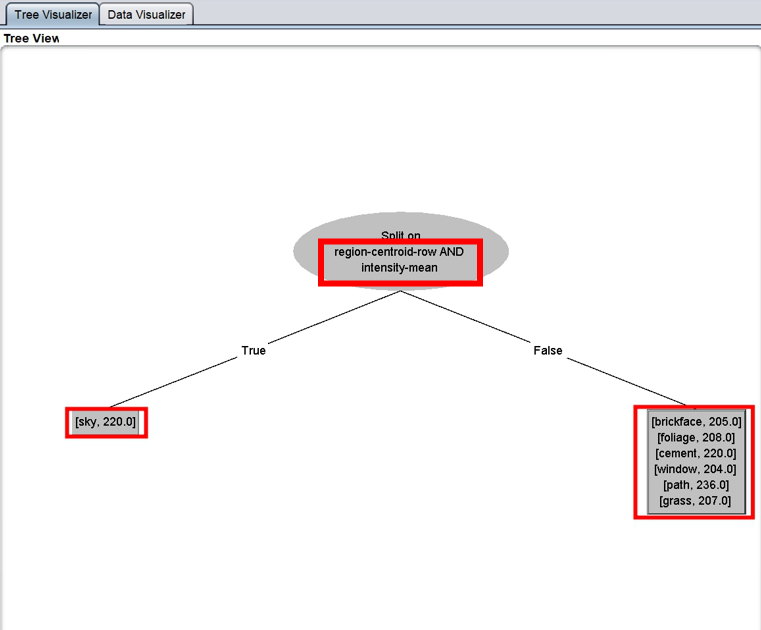 Tree Visualizer
Data Visualizer
Tree View
Split on
region-centroid-row AND
intensity-mean
True
False
[sky, 220.0]
[brickface, 205.0]
[foliage, 208.0]
[cement, 220.0]
[window, 204.0]
[path, 236.0]
[grass, 207.0]